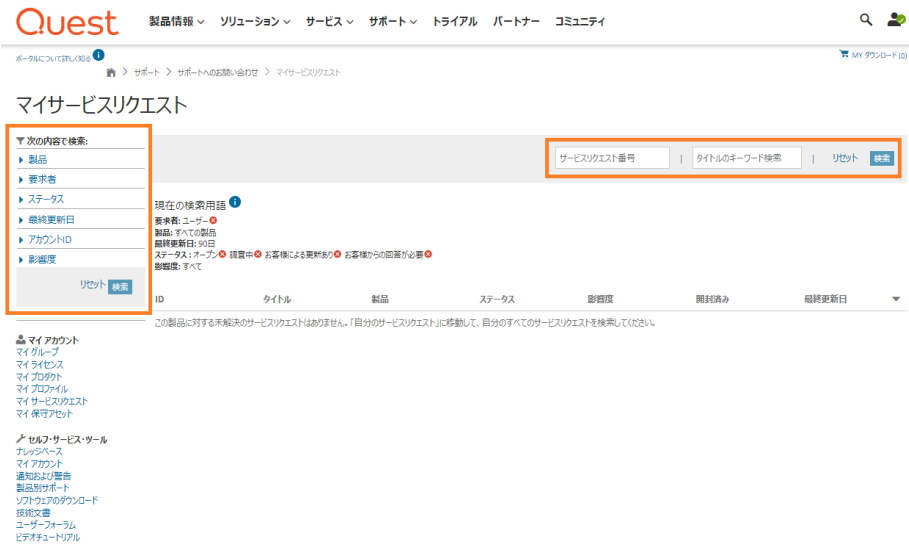 Quest
製品情報 ソリューション サービス サポート トライアル パートナー コミュニティ
ポータルについて詳しく知る i
MY ダウンロード (0)
サポート > サポートへのお問い合わせ > マイサービスリクエスト
マイサービスリクエスト
次の内容で検索:
製品
要求者
ステータス
最終更新日
アカウントID
影響度
リセット 検索
サービスリクエスト番号 | タイトルのキーワード検索 | リセット 検索
現在の検索用語 i
要求者: ユーザー
製品: すべての製品
最終更新日: 90日
ステータス : オープン 調査中 お客様による更新あり お客様からの回答が必要
影響度: すべて
ID タイトル 製品 ステータス 影響度 開封済み 最終更新日
この製品に対する未解決のサービスリクエストはありません。「自分のサービスリクエスト」に移動して、自分のすべてのサービスリクエストを検索してください。
マイ アカウント
マイ グループ
マイ ライセンス
マイ プロダクト
マイ プロファイル
マイ サービスリクエスト
マイ 保守アセット
セルフ・サービス・ツール
ナレッジベース
マイ アカウント
通知および警告
製品別サポート
ソフトウェアのダウンロード
技術文書
ユーザーフォーラム
ビデオチュートリアル